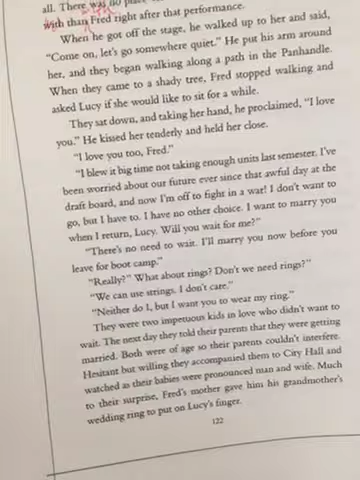 all. There was no
with than Fred right after that performance.
When he got off the stage, he walked up to her and said,
“Come on, let's go somewhere quiet.” He put his arm around
her, and they began walking along a path in the Panhandle.
When they came to a shady tree, Fred stopped walking and
asked Lucy if she would like to sit for a while.
They sat down, and taking her hand, he proclaimed, “I love
you.” He kissed her tenderly and held her close.
“I love you too, Fred.”
“I blew it big time not taking enough units last semester. I've
been worried about our future ever since that awful day at the
draft board, and now I'm off to fight in a war! I don't want to
go, but I have to. I have no other choice. I want to marry you
when I return, Lucy. Will you wait for me?”
“There's no need to wait. I'll marry you now before you
leave for boot camp.”
“Really?” What about rings? Don't we need rings?”
“We can use strings. I don't care.”
“Neither do I, but I want you to wear my ring.”
They were two impetuous kids in love who didn't want to
wait. The next day they told their parents that they were getting
married. Both were of age so their parents couldn't interfere.
Hesitant but willing they accompanied them to City Hall and
watched as their babies were pronounced man and wife. Much
to their surprise, Fred's mother gave him his grandmother's
wedding ring to put on Lucy's finger.
122